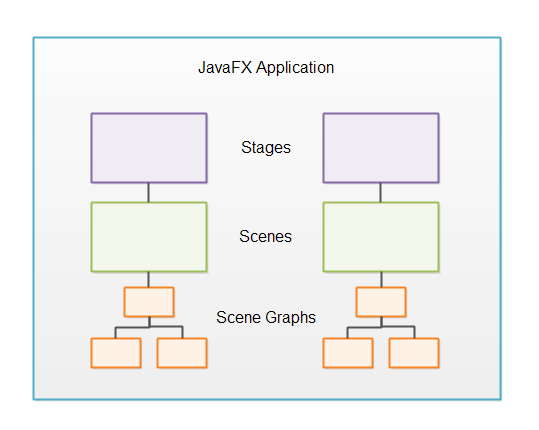 JavaFX Application
Stages
Scenes
Scene Graphs